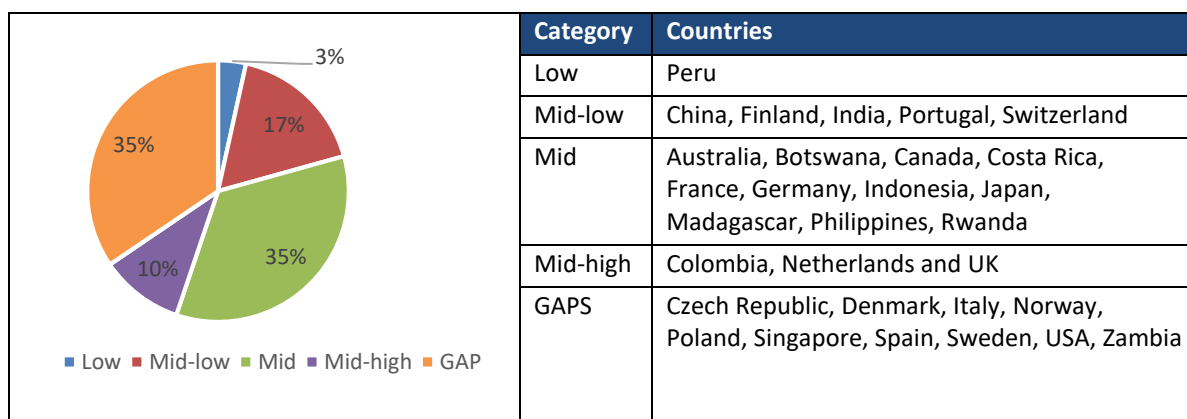 3%
17%
35%
10%
35%
Low Mid-low Mid Mid-high GAP
Category Countries
Low Peru
Mid-low China, Finland, India, Portugal, Switzerland
Mid Australia, Botswana, Canada, Costa Rica,
France, Germany, Indonesia, Japan,
Madagascar, Philippines, Rwanda
Mid-high Colombia, Netherlands and UK
GAPS Czech Republic, Denmark, Italy, Norway,
Poland, Singapore, Spain, Sweden, USA, Zambia